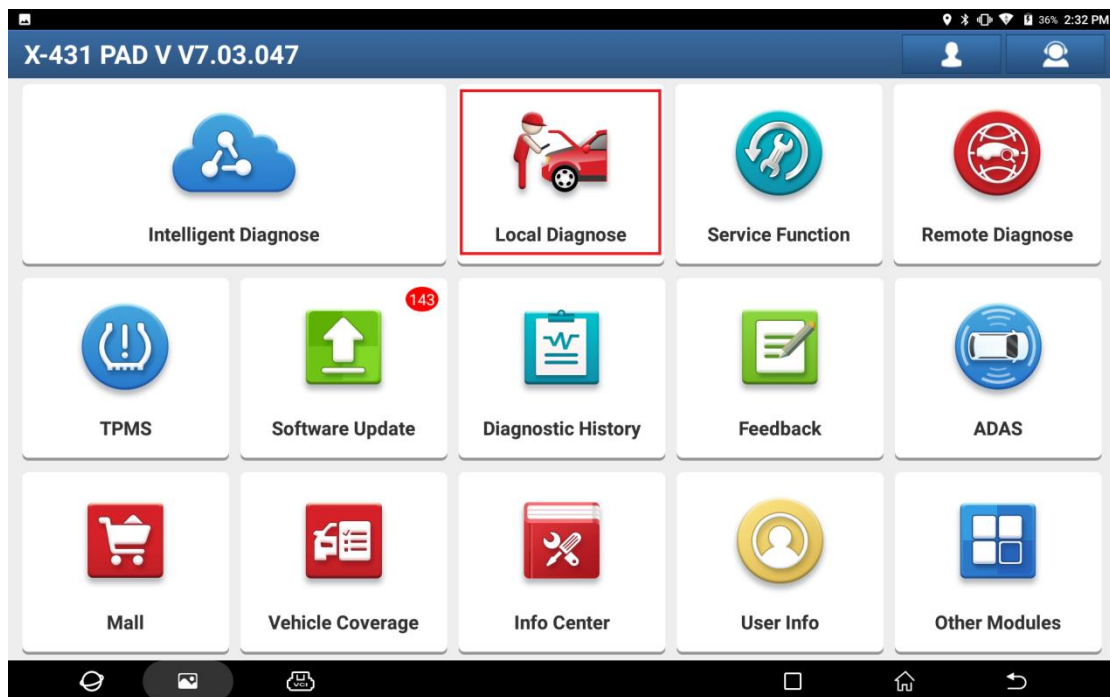 36% 2:32 PM
X-431 PAD V V7.03.047
Intelligent Diagnose
Local Diagnose
Service Function
Remote Diagnose
143
TPMS
Software Update
Diagnostic History
Feedback
ADAS
Mall
Vehicle Coverage
Info Center
User Info
Other Modules
VCI